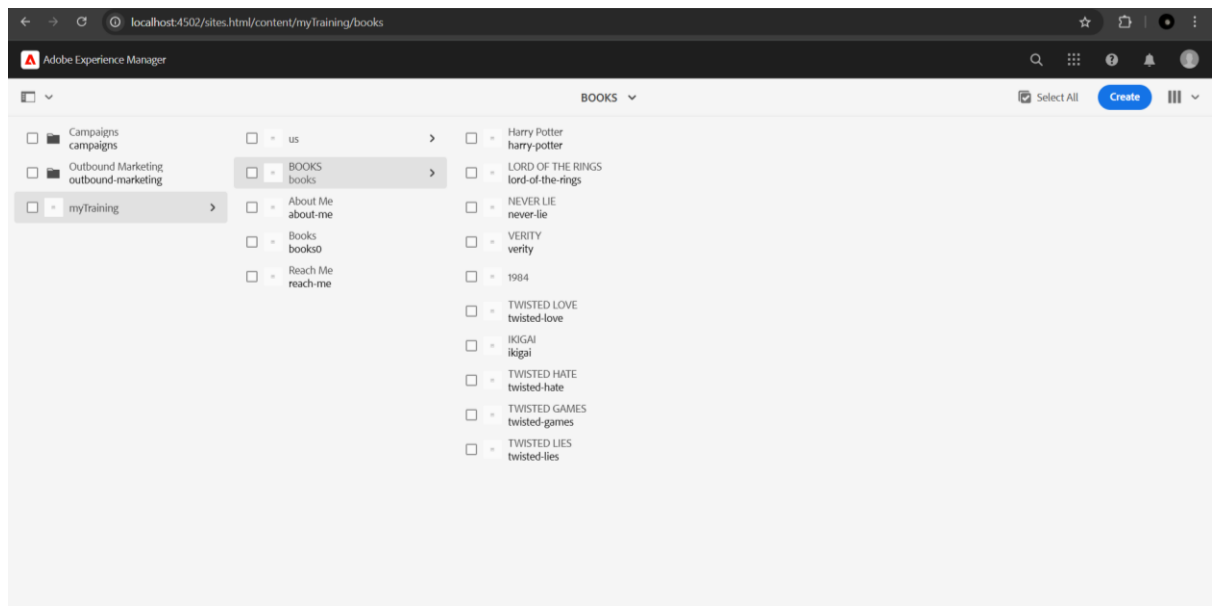 localhost:4502/sites.html/content/myTraining/books
Adobe Experience Manager
BOOKS
Select All
Create
Campaigns
campaigns
Outbound Marketing
outbound-marketing
myTraining
us
BOOKS
books
About Me
about-me
Books
books0
Reach Me
reach-me
Harry Potter
harry-potter
LORD OF THE RINGS
lord-of-the-rings
NEVER LIE
never-lie
VERITY
verity
1984
TWISTED LOVE
twisted-love
IKIGAI
ikigai
TWISTED HATE
twisted-hate
TWISTED GAMES
twisted-games
TWISTED LIES
twisted-lies